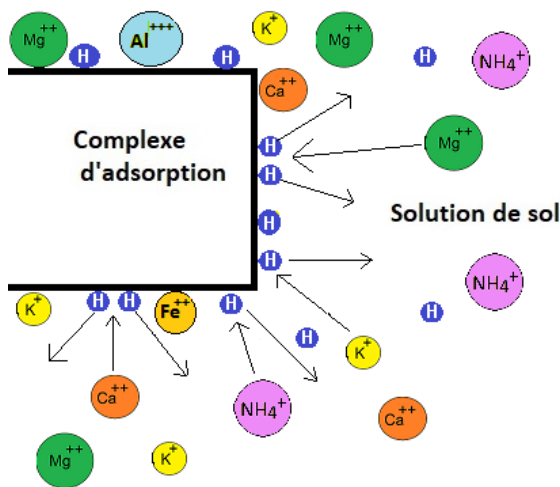 Mg++
H
Al+++
H
K+
Mg++
H
NH4+
Ca++
Complexe
d'adsorption
H
H
Mg++
H
Solution de sol
H
K+
H
H
Fe++
H
H
NH4+
H
K+
Ca++
NH4+
Ca++
Mg++
K+